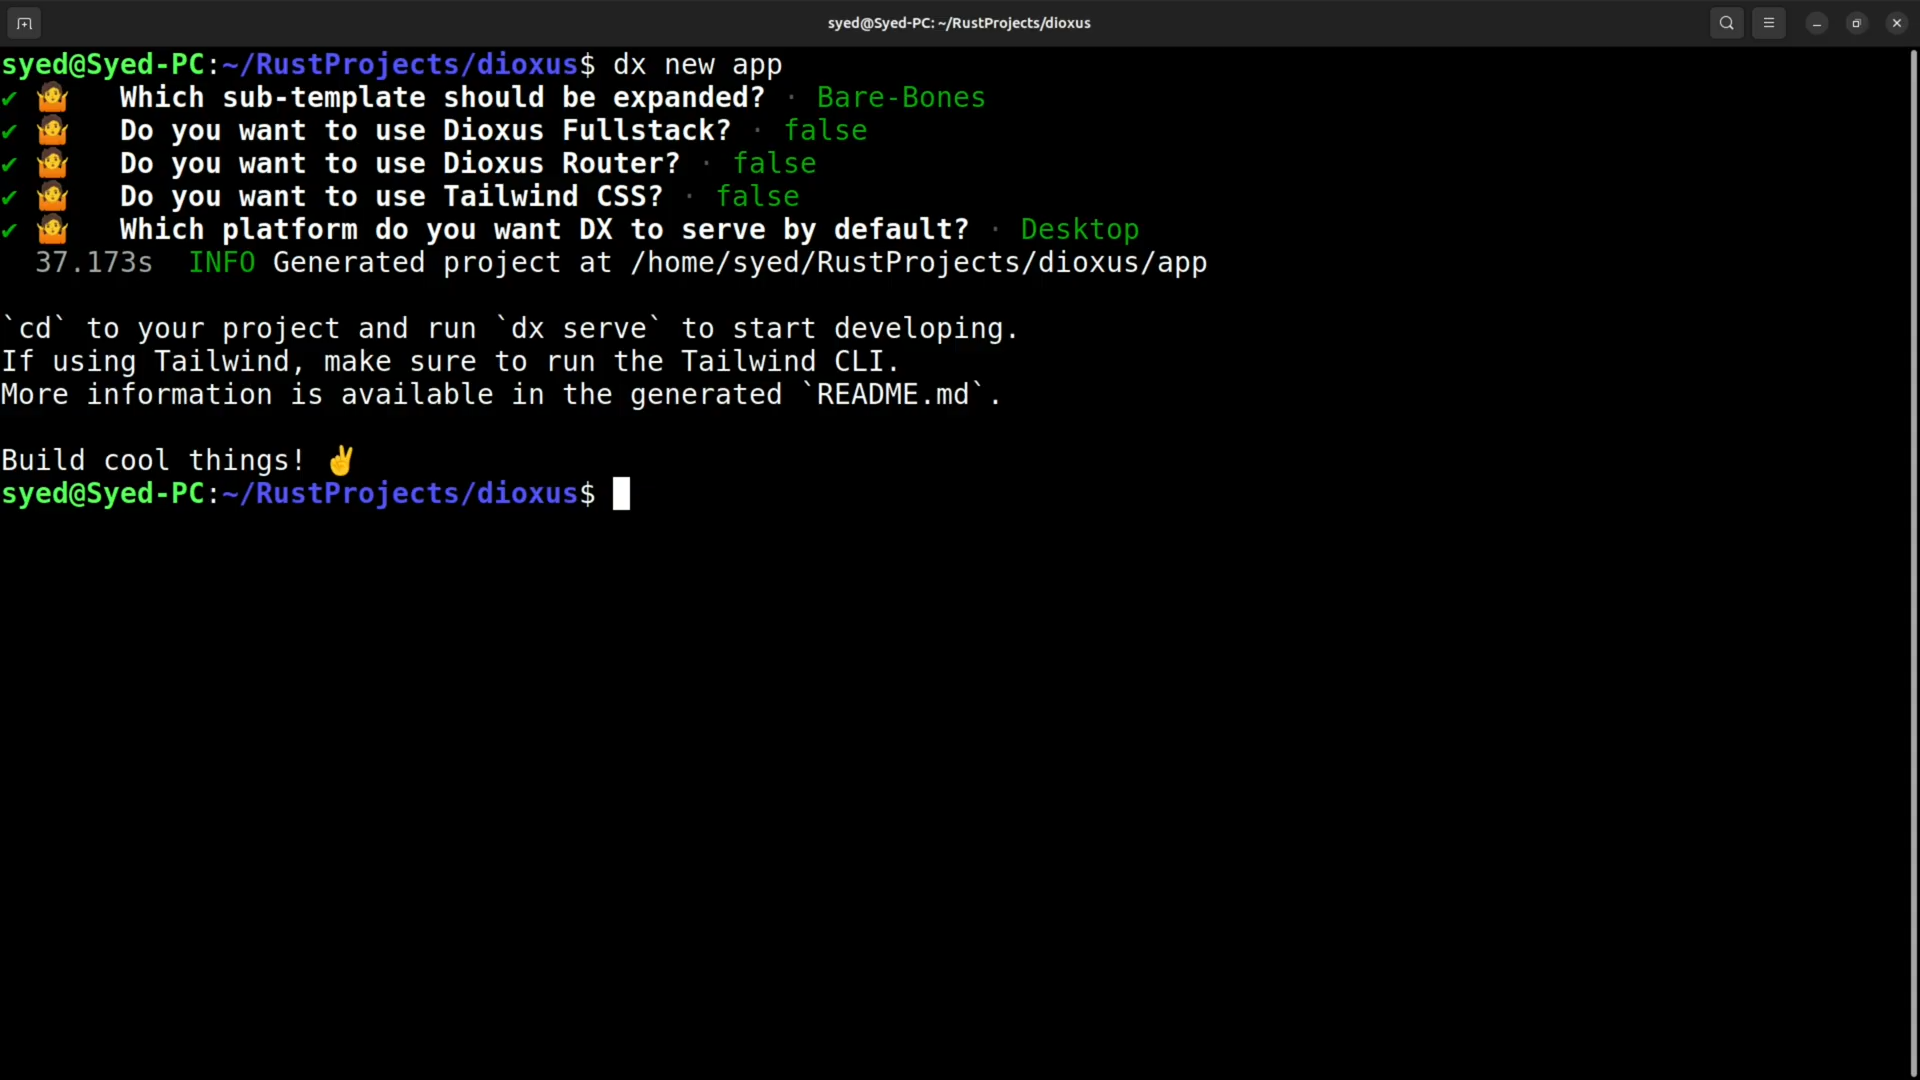 syed@Syed-PC: ~/RustProjects/dioxus
syed@Syed-PC:~/RustProjects/dioxus$ dx new app
✔ 🤷   Which sub-template should be expanded? · Bare-Bones
✔ 🤷   Do you want to use Dioxus Fullstack? · false
✔ 🤷   Do you want to use Dioxus Router? · false
✔ 🤷   Do you want to use Tailwind CSS? · false
✔ 🤷   Which platform do you want DX to serve by default? · Desktop
37.173s  INFO Generated project at /home/syed/RustProjects/dioxus/app
`cd` to your project and run `dx serve` to start developing.
If using Tailwind, make sure to run the Tailwind CLI.
More information is available in the generated `README.md`.
Build cool things! ✌️
syed@Syed-PC:~/RustProjects/dioxus$